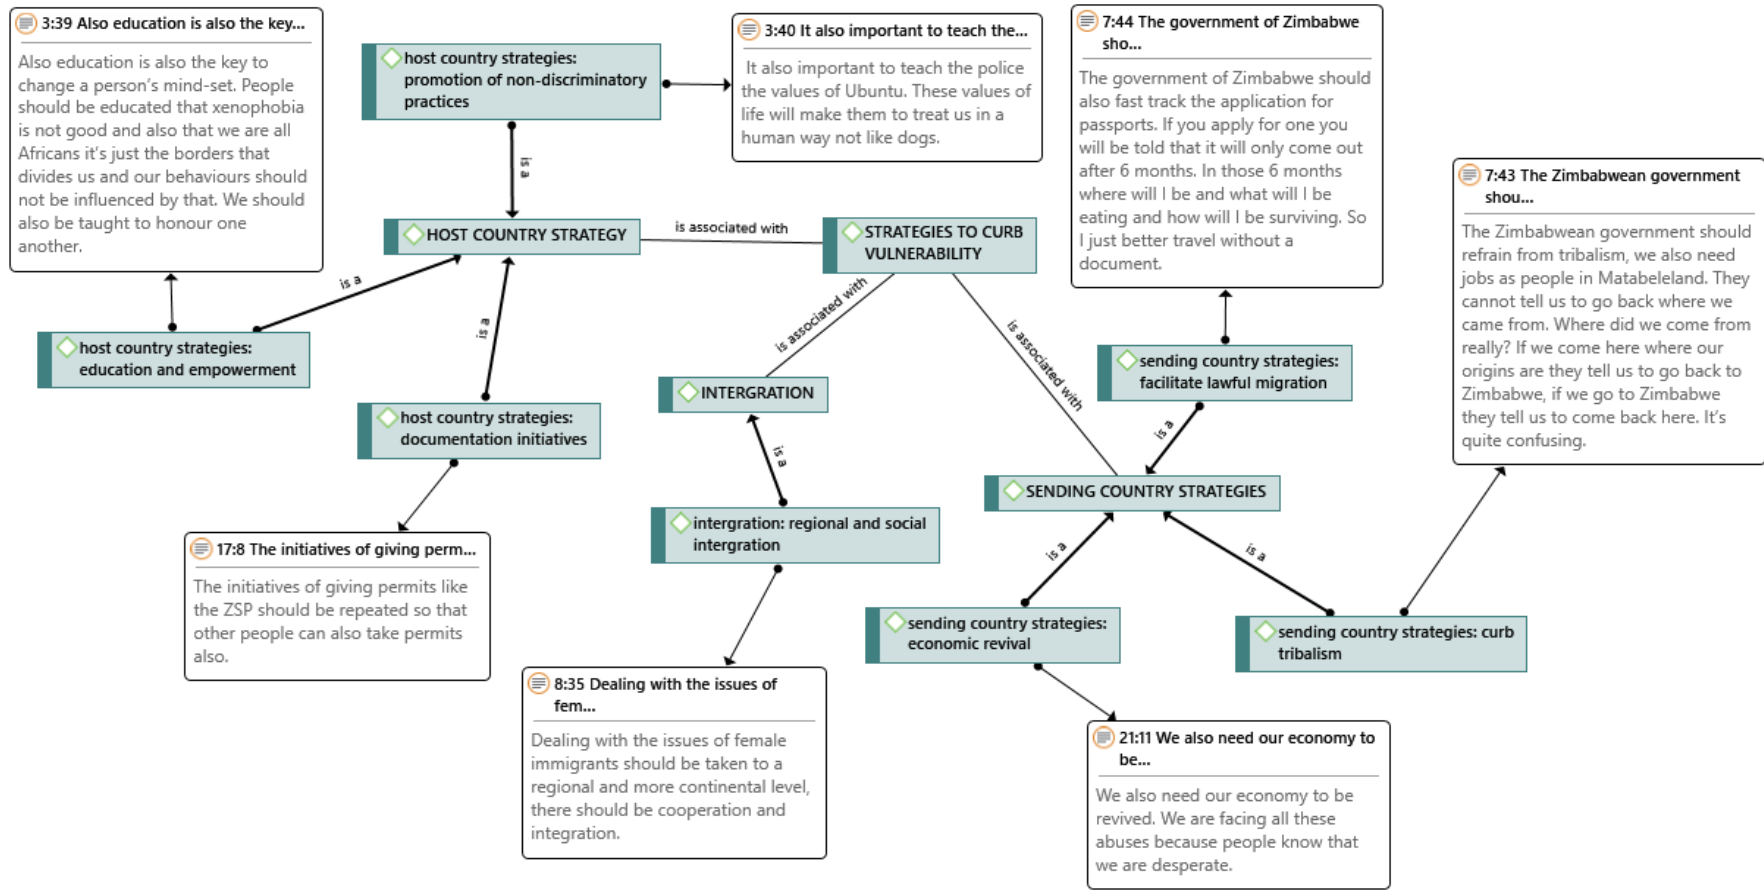 3:39 Also education is also the key...
Also education is also the key to
change a person's mind-set. People
should be educated that xenophobia
is not good and also that we are all
Africans it's just the borders that
divides us and our behaviours should
not be influenced by that. We should
also be taught to honour one
another.
host country strategies:
promotion of non-discriminatory
practices
3:40 It also important to teach the...
It also important to teach the police
the values of Ubuntu. These values of
life will make them to treat us in a
human way not like dogs.
7:44 The government of Zimbabwe
sho...
The government of Zimbabwe should
also fast track the application for
passports. If you apply for one you
will be told that it will only come out
after 6 months. In those 6 months
where will I be and what will I be
eating and how will I be surviving. So
I just better travel without a
document.
7:43 The Zimbabwean government
shou...
The Zimbabwean government should
refrain from tribalism, we also need
jobs as people in Matabeleland. They
cannot tell us to go back where we
came from. Where did we come from
really? If we come here where our
origins are they tell us to go back to
Zimbabwe, if we go to Zimbabwe
they tell us to come back here. It's
quite confusing.
is a
HOST COUNTRY STRATEGY
is associated with
STRATEGIES TO CURB
VULNERABILITY
is a
is a
is associated with
is associated with
host country strategies:
education and empowerment
sending country strategies:
facilitate lawful migration
INTERGRATION
host country strategies:
documentation initiatives
is a
is a
SENDING COUNTRY STRATEGIES
intergration: regional and social
intergration
is a
is a
17:8 The initiatives of giving perm...
The initiatives of giving permits like
the ZSP should be repeated so that
other people can also take permits
also.
sending country strategies:
economic revival
sending country strategies: curb
tribalism
8:35 Dealing with the issues of
fem...
Dealing with the issues of female
immigrants should be taken to a
regional and more continental level,
there should be cooperation and
integration.
21:11 We also need our economy to
be...
We also need our economy to be
revived. We are facing all these
abuses because people know that
we are desperate.